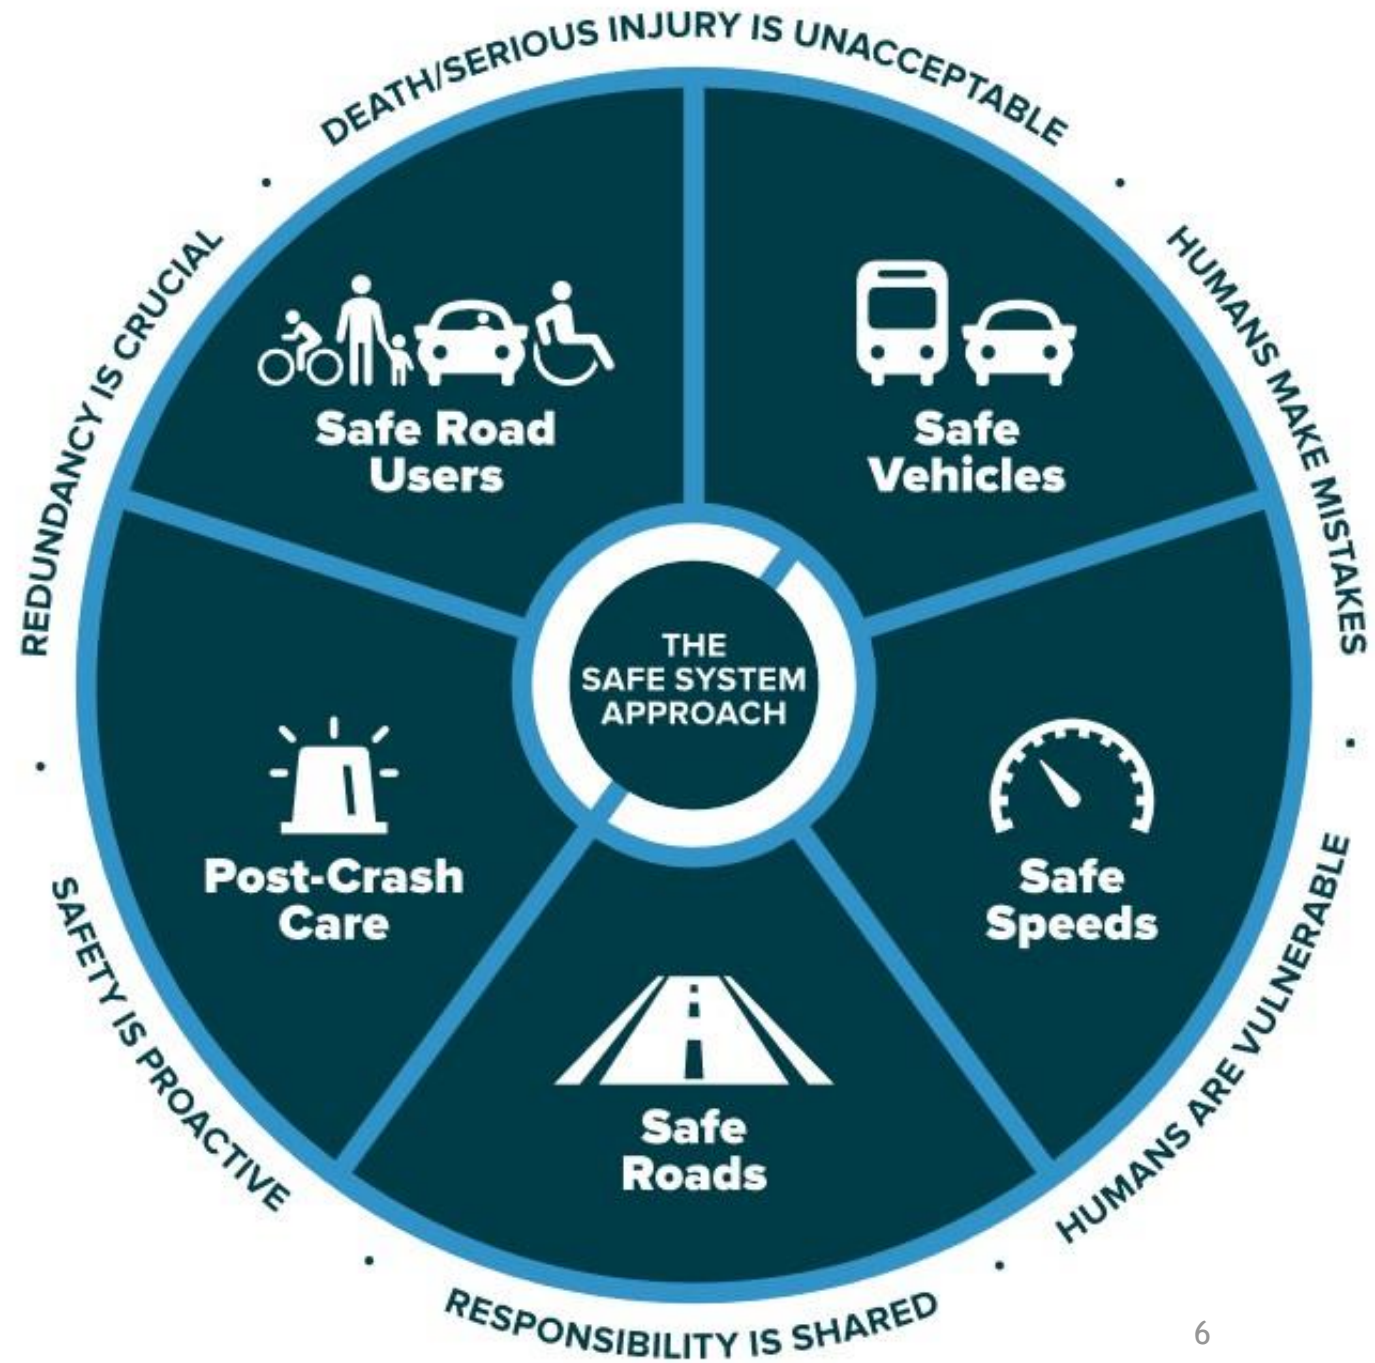 DEATH/SERIOUS INJURY IS UNACCEPTABLE
HUMANS MAKE MISTAKES
HUMANS ARE VULNERABLE
RESPONSIBILITY IS SHARED
SAFETY IS PROACTIVE
REDUNDANCY IS CRUCIAL
Safe Road
Users
Safe
Vehicles
Safe
Speeds
Safe
Roads
Post-Crash
Care
THE
SAFE SYSTEM
APPROACH
6